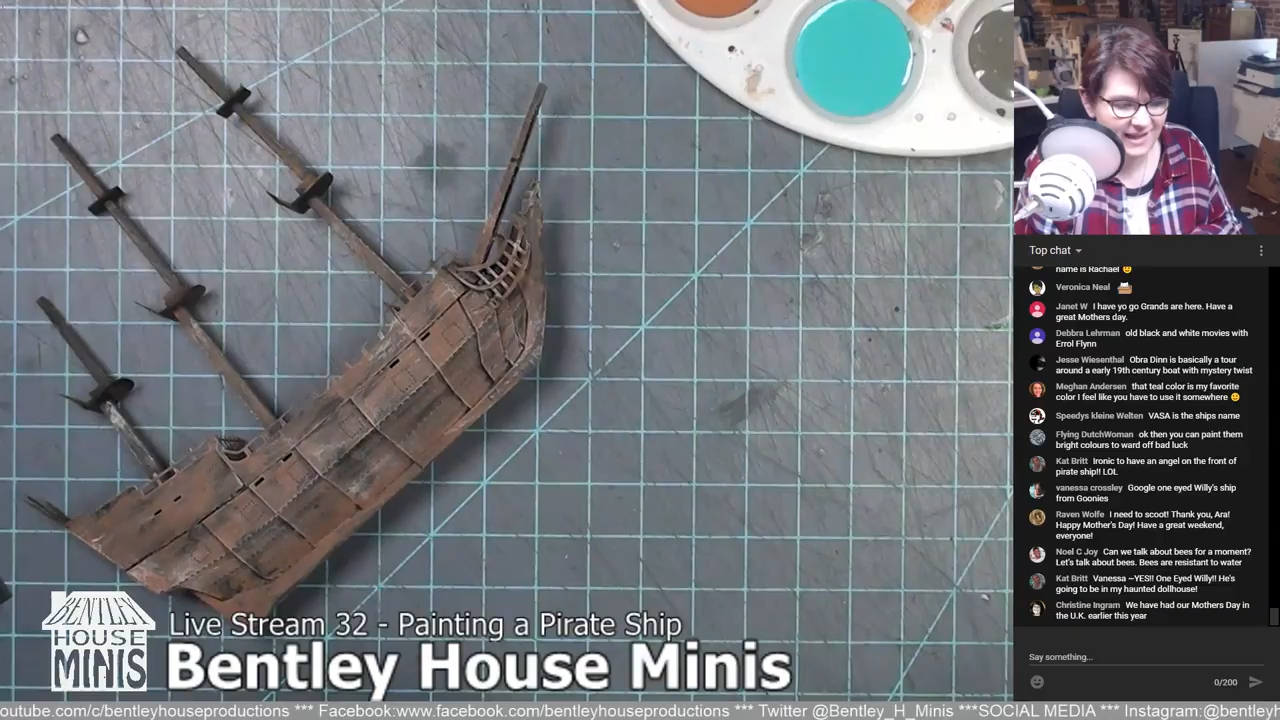 Top chat
name is Rachael
Veronica Neal
Janet W I have yo go Grands are here. Have a
great Mothers day.
Debbra Lehrman old black and white movies with
Errol Flynn
Jesse Wiesenthal Obra Dinn is basically a tour
around a early 19th century boat with mystery twist
Meghan Andersen that teal color is my favorite
color I feel like you have to use it somewhere
Speedys kleine Welten VASA is the ships name
Flying DutchWoman ok then you can paint them
bright colours to ward off bad luck
Kat Britt Ironic to have an angel on the front of
pirate ship!! LOL
vanessa crossley Google one eyed Willy's ship
from Goonies
Raven Wolfe I need to scoot! Thank you, Ara!
Happy Mother's Day! Have a great weekend,
everyone!
Noel C Joy Can we talk about bees for a moment?
Let's talk about bees. Bees are resistant to water
Kat Britt Vanessa ~YES!! One Eyed Willy!! He's
going to be in my haunted dollhouse!
Christine Ingram We have had our Mothers Day in
the U.K. earlier this year
Say something...
0/200
BENTLEY
HOUSE
MINIS
Live Stream 32 - Painting a Pirate Ship
Bentley House Minis
outube.com/c/bentleyhouseproductions *** Facebook:www.facebook.com/bentleyhouseproductions *** Twitter @Bentley_H_Minis ***SOCIAL MEDIA *** Instagram:@bentleyh